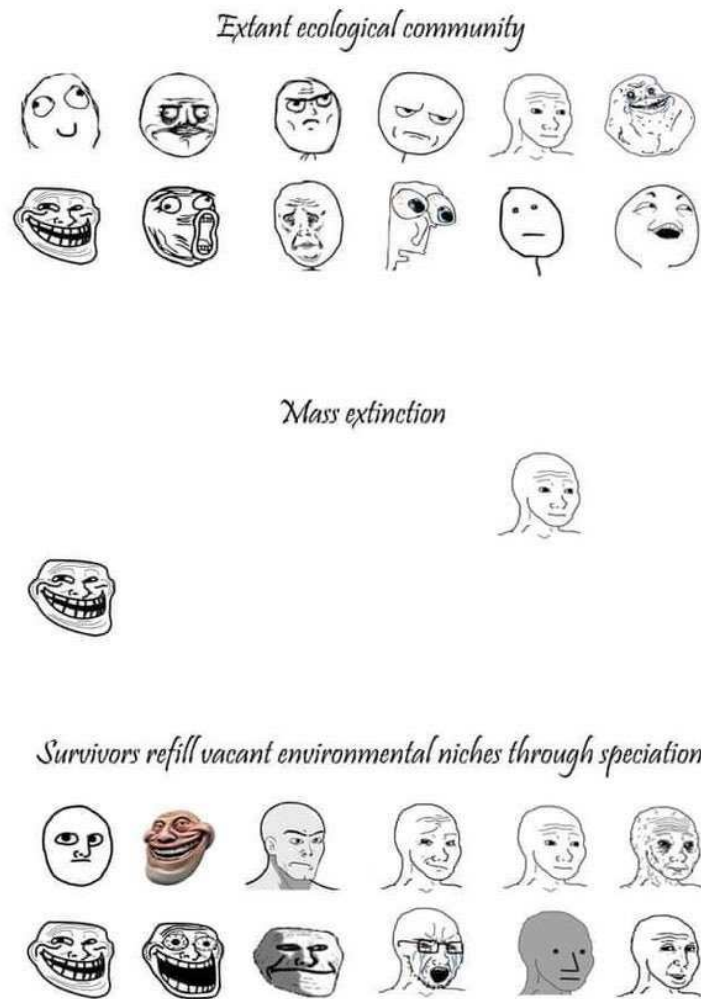 Extant ecological community
Mass extinction
Survivors refill vacant environmental niches through speciation